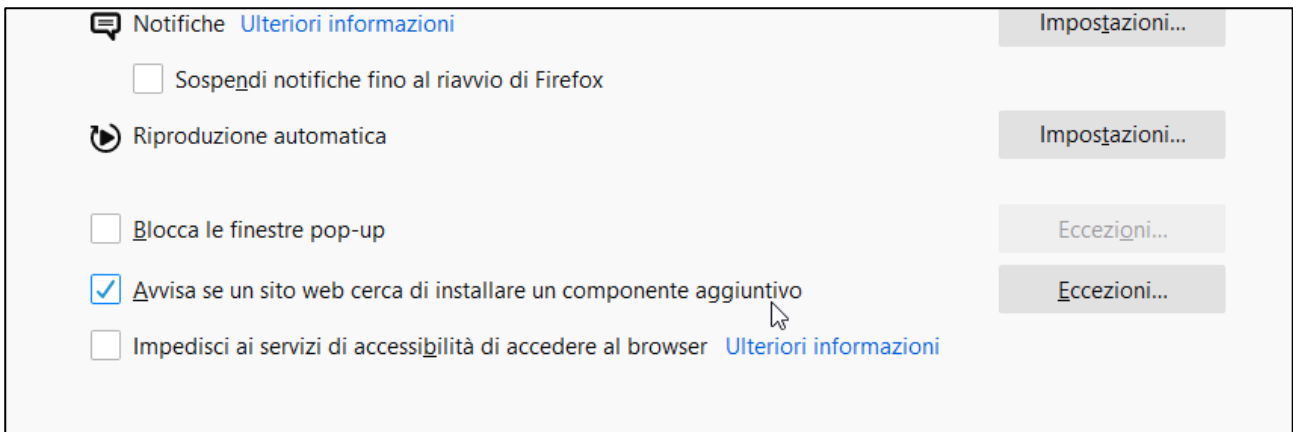 Notifiche Ulteriori informazioni Impostazioni...
Sospendi notifiche fino al riavvio di Firefox
Riproduzione automatica Impostazioni...
Blocca le finestre pop-up Eccezioni...
Avvisa se un sito web cerca di installare un componente aggiuntivo Eccezioni...
Impedisci ai servizi di accessibilità di accedere al browser Ulteriori informazioni